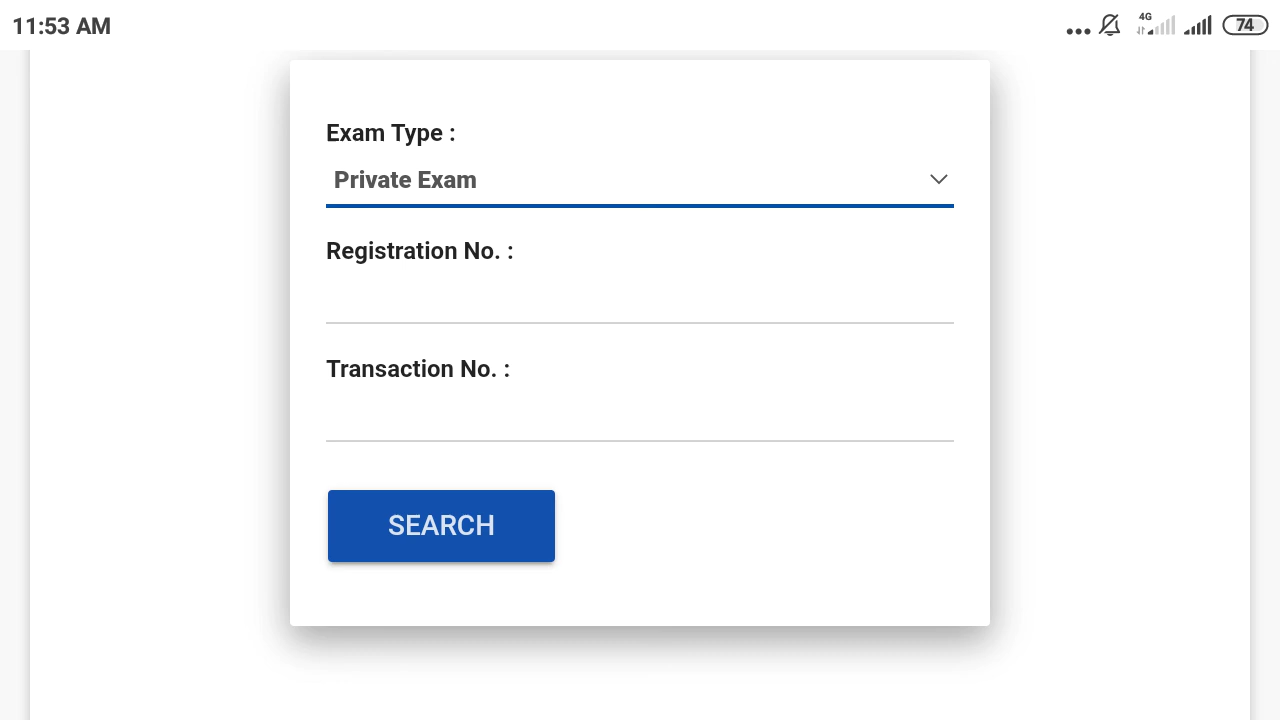 11:53 AM
4G
74
Exam Type :
Private Exam
Registration No. :
Transaction No. :
SEARCH